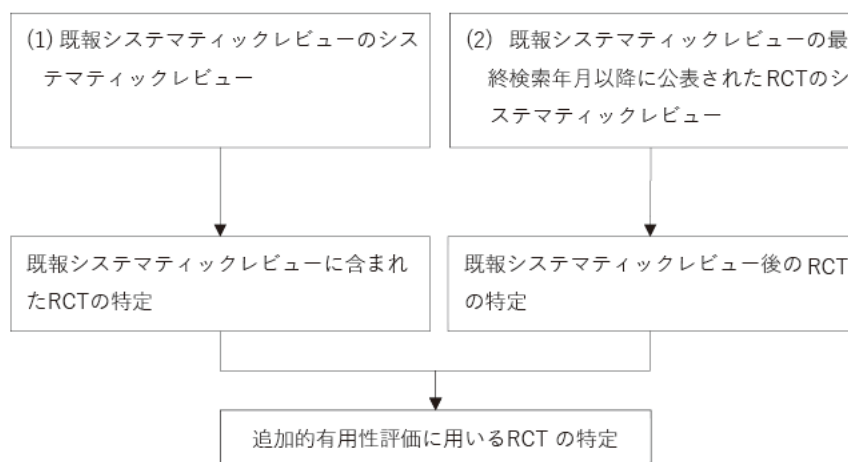 (1) 既報システマティックレビューのシス
テマティックレビュー
(2) 既報システマティックレビューの最
終検索年月以降に公表されたRCTのシ
ステマティックレビュー
既報システマティックレビューに含まれ
たRCTの特定
既報システマティックレビュー後のRCT
の特定
追加的有用性評価に用いるRCT の特定